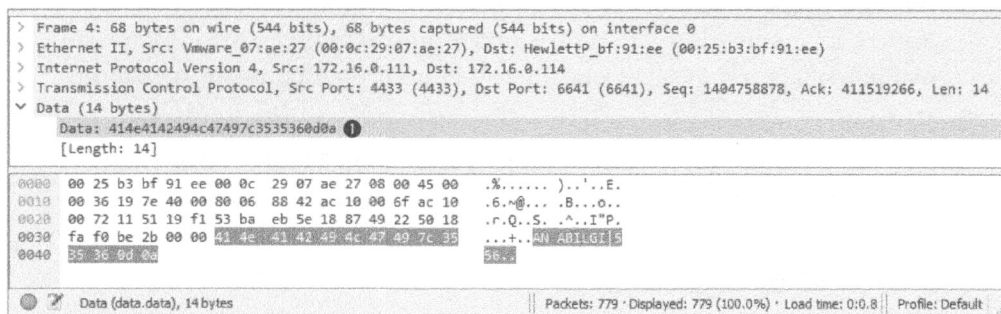 > Frame 4: 68 bytes on wire (544 bits), 68 bytes captured (544 bits) on interface 0
> Ethernet II, Src: Vmware_07:ae:27 (00:0c:29:07:ae:27), Dst: HewlettP_bf:91:ee (00:25:b3:bf:91:ee)
> Internet Protocol Version 4, Src: 172.16.0.111, Dst: 172.16.0.114
> Transmission Control Protocol, Src Port: 4433 (4433), Dst Port: 6641 (6641), Seq: 1404758878, Ack: 411519266, Len: 14
Data (14 bytes)
Data: 414e4142494c47497c3535360d0a 1
[Length: 14]
0000 00 25 b3 bf 91 ee 00 0c 29 07 ae 27 08 00 45 00 .%...... )..'..E.
0010 00 36 19 7e 40 00 80 06 88 42 ac 10 00 6f ac 10 .6.~@... .B...o..
0020 00 72 11 51 19 f1 53 ba eb 5e 18 87 49 22 50 18 .r.Q..S. .^..I"P.
0030 fa f0 be 2b 00 00 41 4e 41 42 49 4c 47 49 7c 35 ...+..AN ABILGI|5
0040 35 36 0d 0a 56..
Data (data.data), 14 bytes Packets: 779 · Displayed: 779 (100.0%) · Load time: 0:0.8 Profile: Default